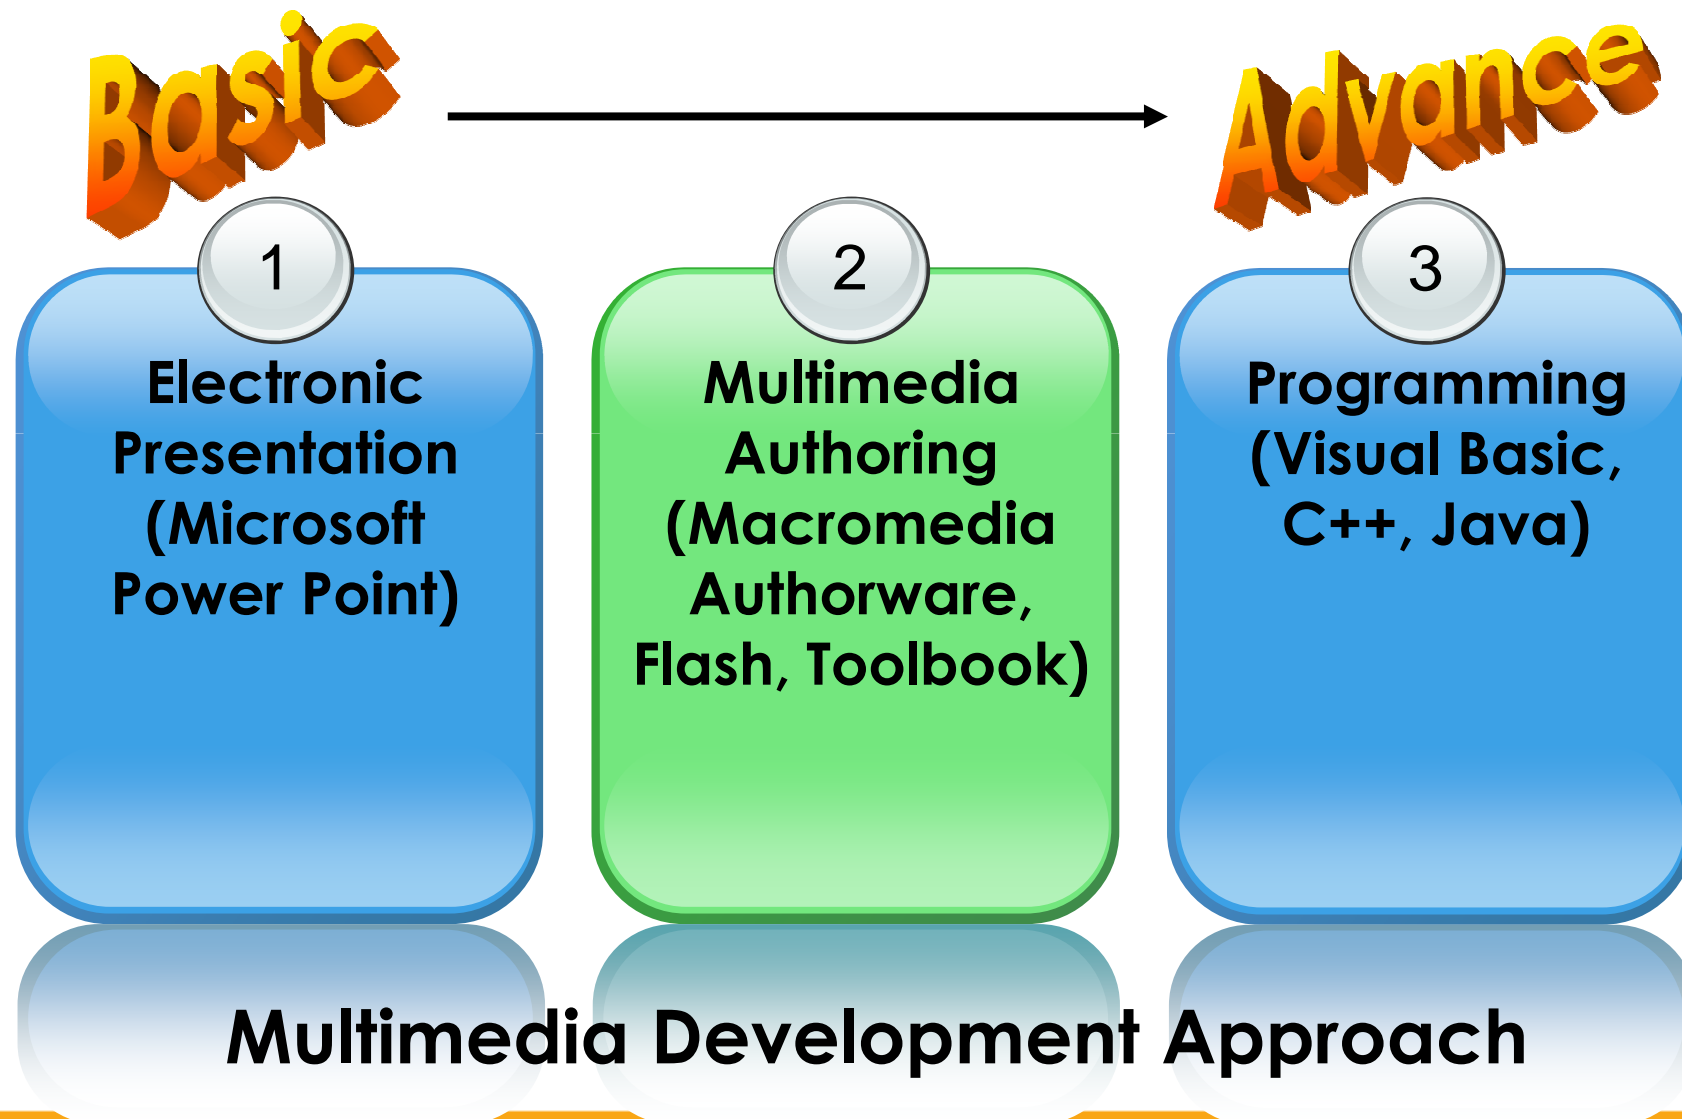 Basic
Advance
1
Electronic
Presentation
(Microsoft
Power Point)
2
Multimedia
Authoring
(Macromedia
Authorware,
Flash, Toolbook)
3
Programming
(Visual Basic,
C++, Java)
Multimedia Development Approach